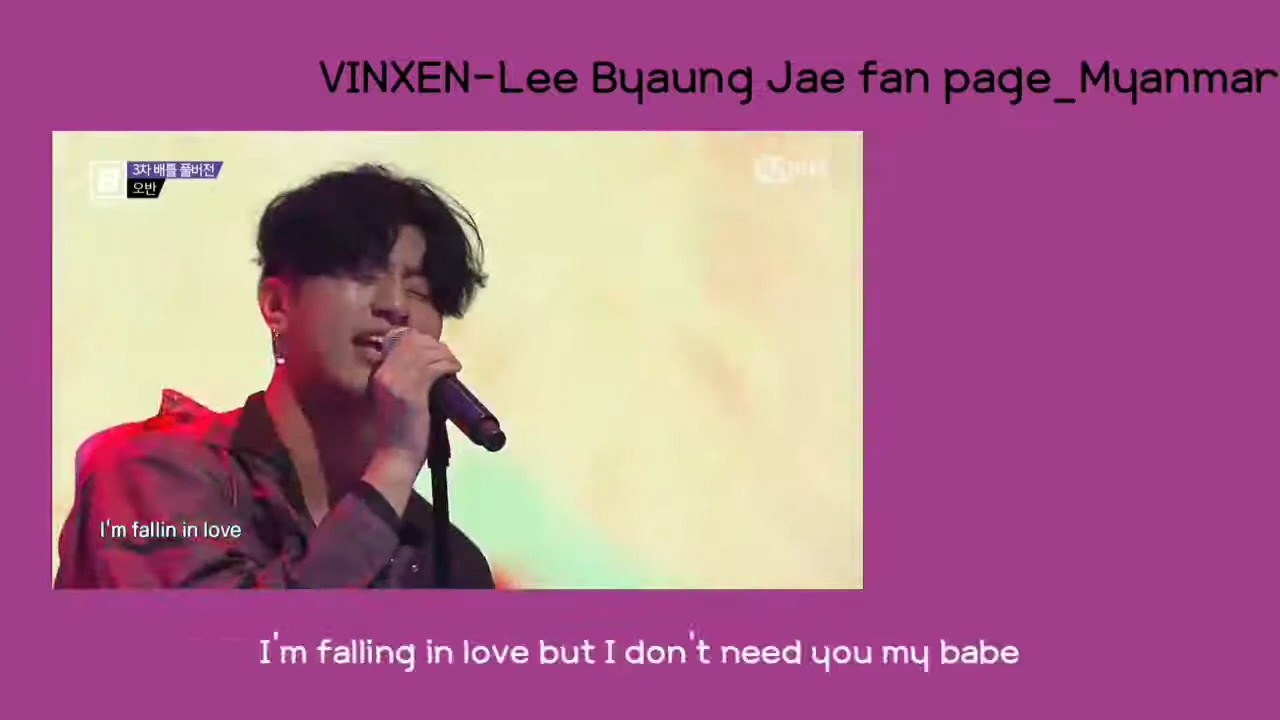 VINXEN-Lee Byaung Jae fan page_Myanmar
3차 배틀 풀버전
오반
I'm fallin in love
I'm falling in love but I don't need you my babe